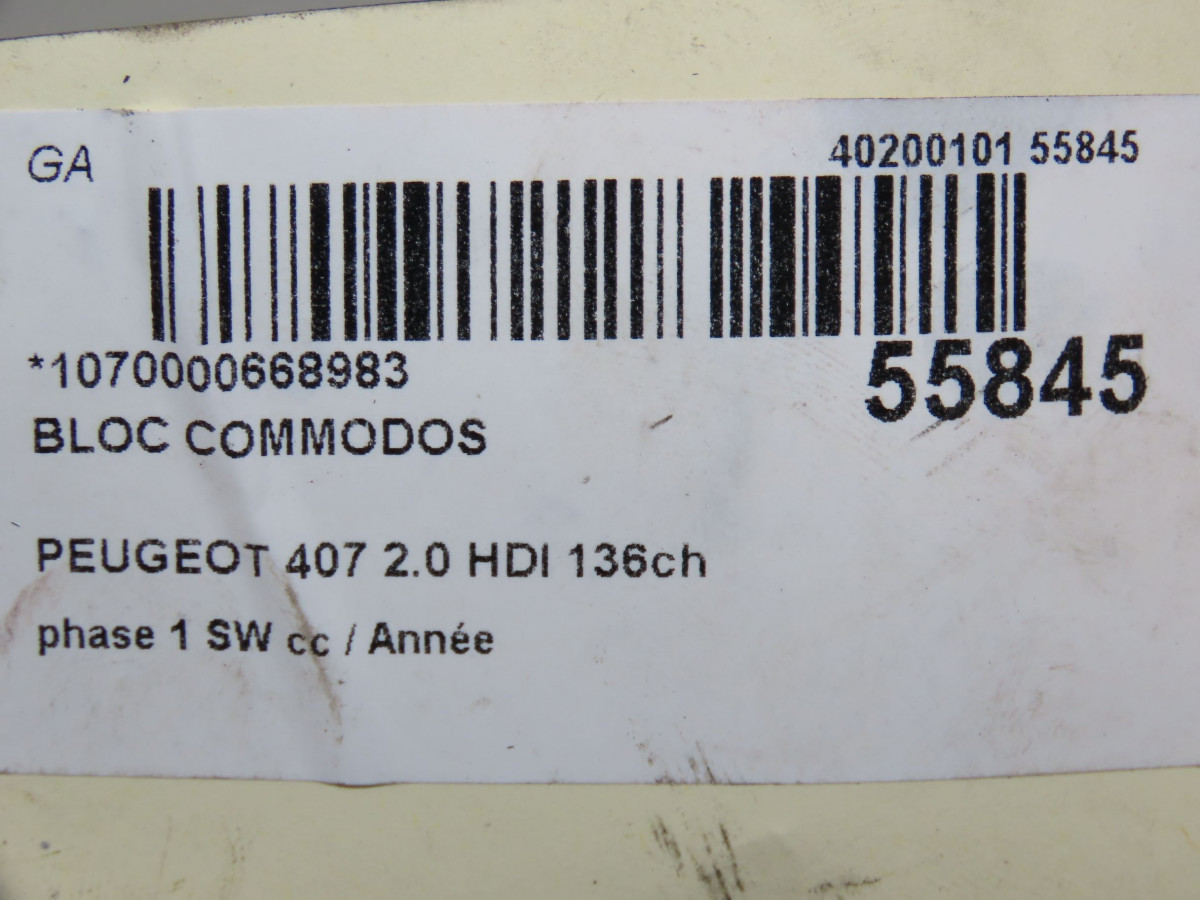 GA
40200101 55845
*1070000668983
55845
BLOC COMMODOS
PEUGEOT 407 2.0 HDI 136ch
phase 1 SW cc / Année